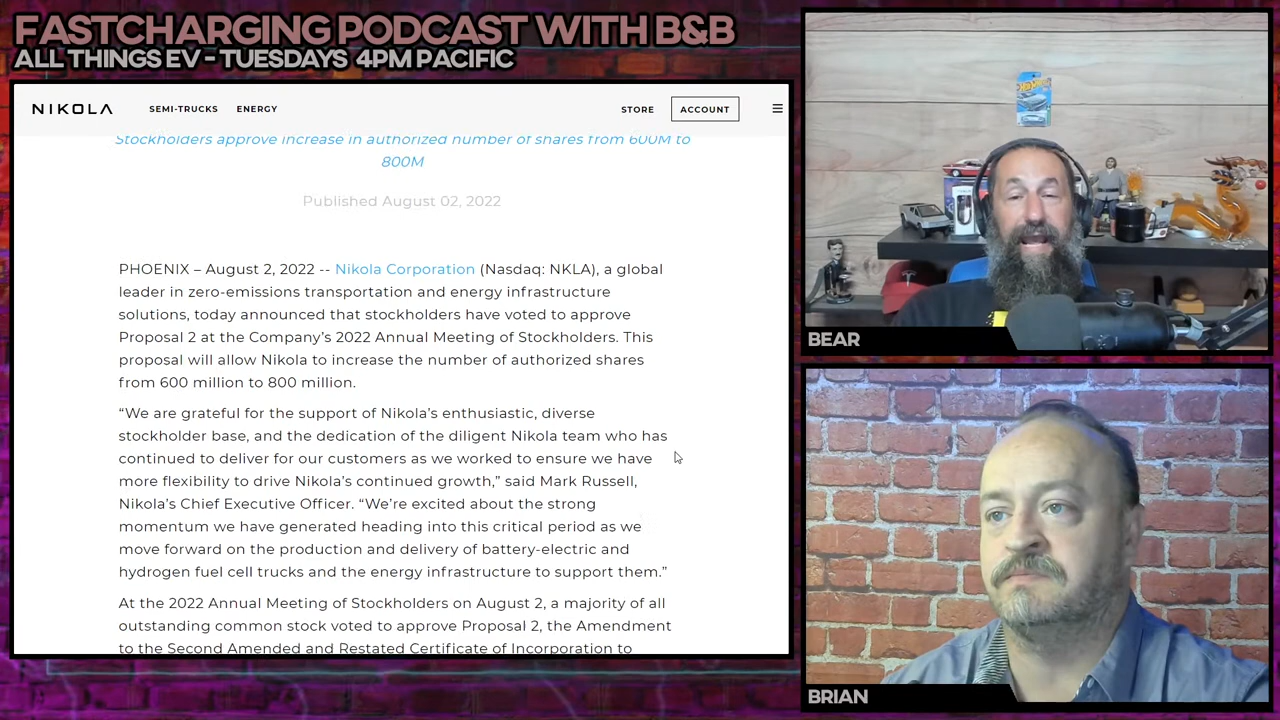 FASTCHARGING PODCAST WITH B&B
ALL THINGS EV - TUESDAYS 4PM PACIFIC
NIKOLA
SEMI-TRUCKS
ENERGY
STORE
ACCOUNT
Stockholders approve increase in authorized number of shares from 600M to
800M
Published August 02, 2022
PHOENIX – August 2, 2022 -- Nikola Corporation (Nasdaq: NKLA), a global
leader in zero-emissions transportation and energy infrastructure
solutions, today announced that stockholders have voted to approve
Proposal 2 at the Company’s 2022 Annual Meeting of Stockholders. This
proposal will allow Nikola to increase the number of authorized shares
from 600 million to 800 million.
“We are grateful for the support of Nikola’s enthusiastic, diverse
stockholder base, and the dedication of the diligent Nikola team who has
continued to deliver for our customers as we worked to ensure we have
more flexibility to drive Nikola’s continued growth,” said Mark Russell,
Nikola’s Chief Executive Officer. “We’re excited about the strong
momentum we have generated heading into this critical period as we
move forward on the production and delivery of battery-electric and
hydrogen fuel cell trucks and the energy infrastructure to support them.”
At the 2022 Annual Meeting of Stockholders on August 2, a majority of all
outstanding common stock voted to approve Proposal 2, the Amendment
to the Second Amended and Restated Certificate of Incorporation to
BEAR
BRIAN